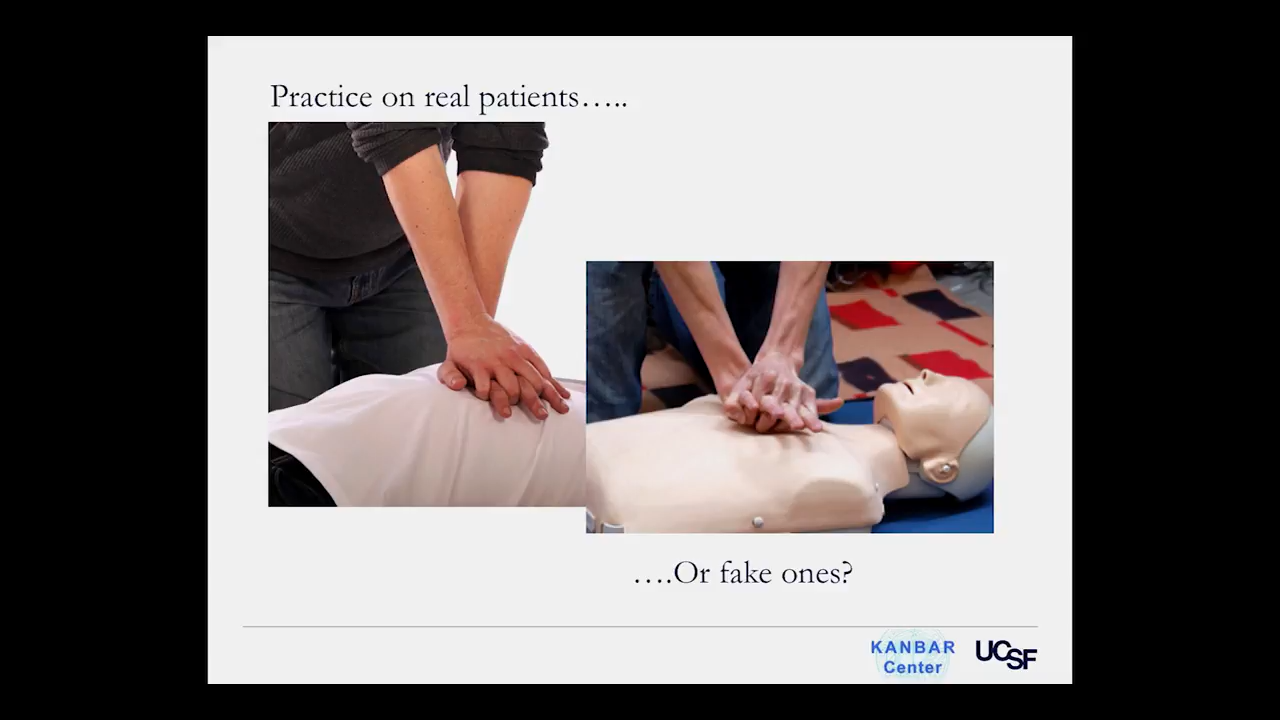 Practice on real patients…..
….Or fake ones?
KANBAR
Center
UCSF